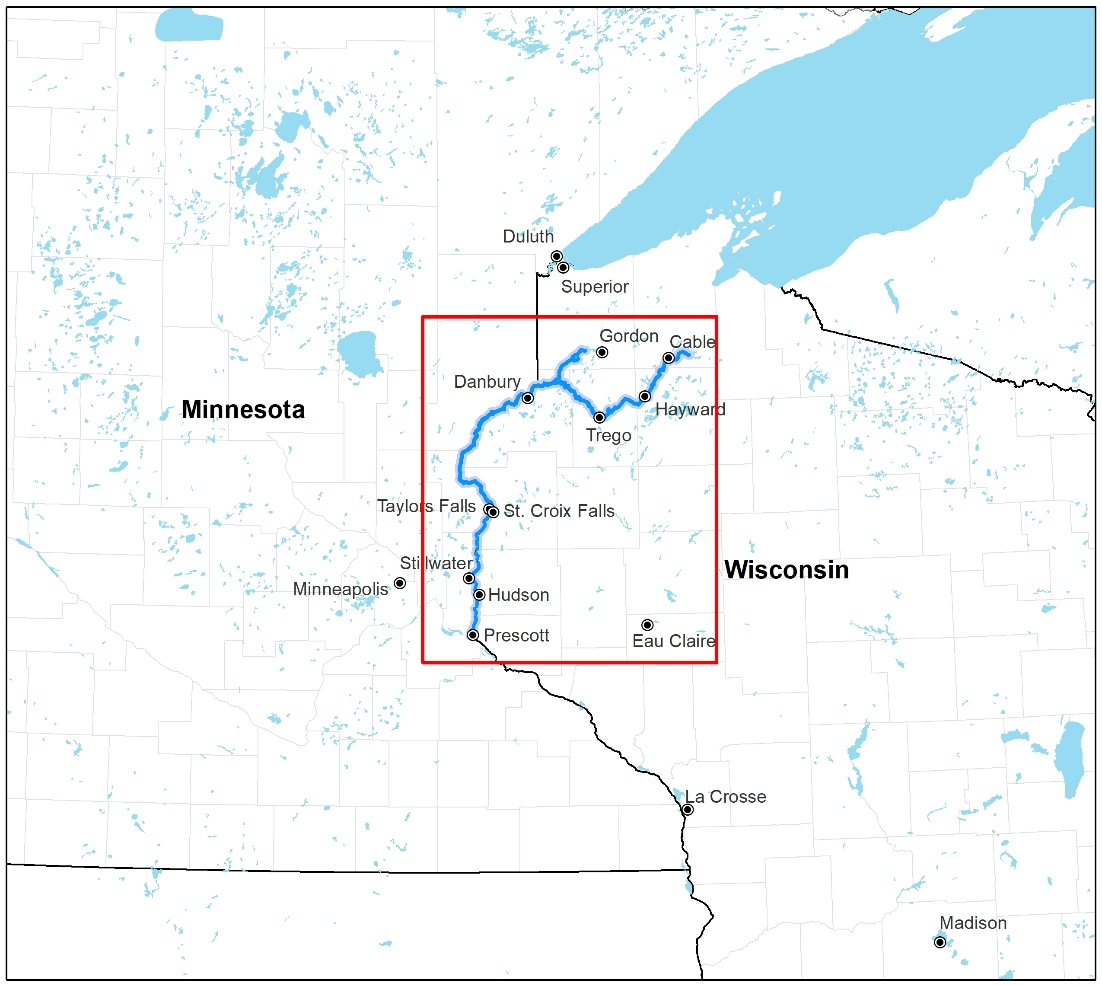 Duluth
Superior
Gordon
Cable
Danbury
Minnesota
Hayward
Trego
Taylors Falls
St. Croix Falls
Stillwater
Wisconsin
Minneapolis
Hudson
Prescott
Eau Claire
La Crosse
Madison